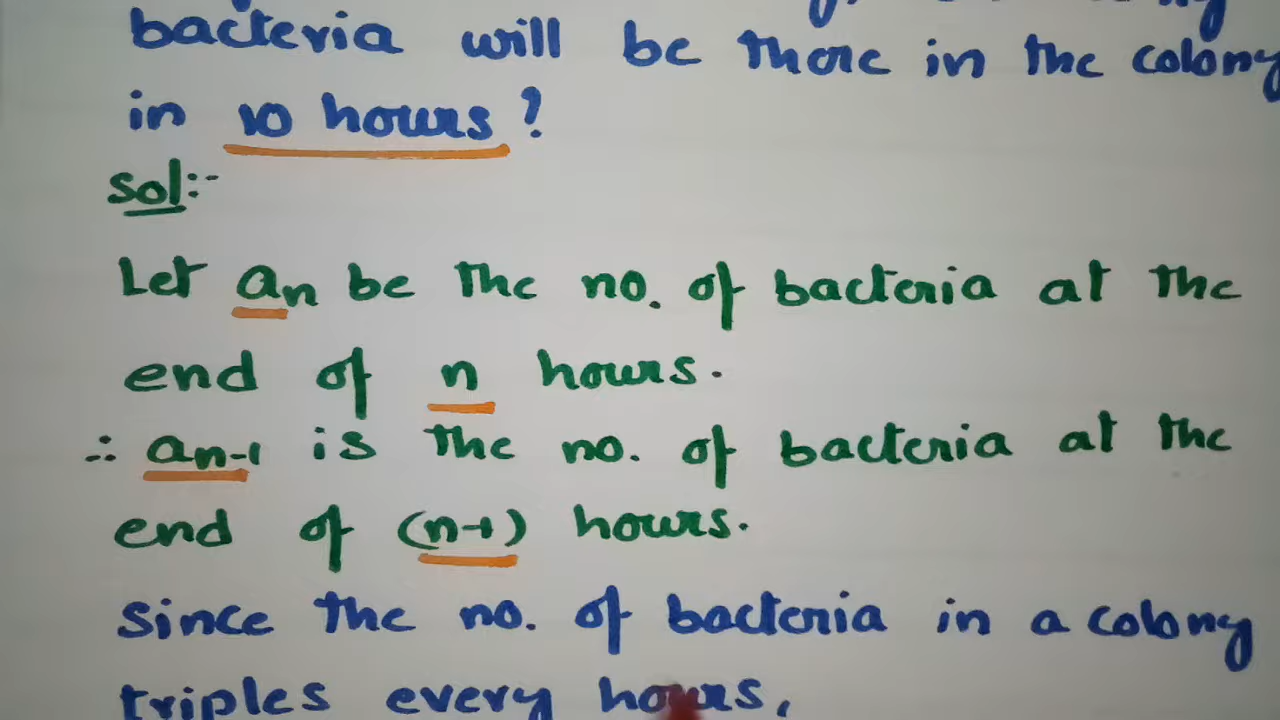 bacteria will be there in the colony
in 10 hours ?
Sol:-
Let an be the no. of bacteria at the
end of n hours.
∴ an-1 is the no. of bacteria at the
end of (n-1) hours.
Since the no. of bacteria in a colony
triples every hours,